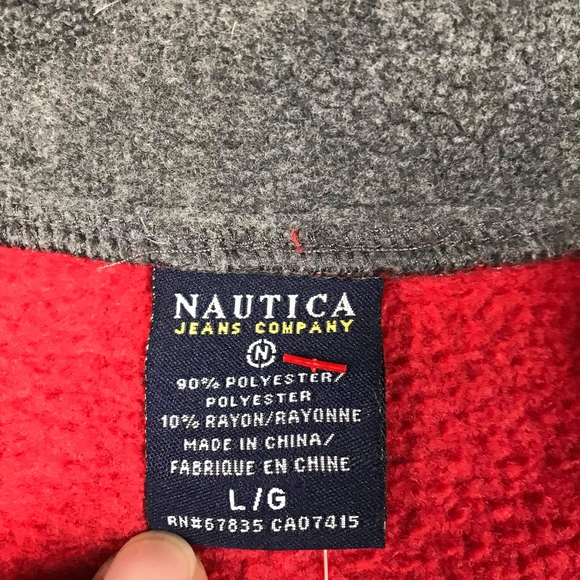 NAUTICA
JEANS COMPANY
N
90% POLYESTER/
POLYESTER
10% RAYON/RAYONNE
MADE IN CHINA/
FABRIQUE EN CHINE
L/G
RN#67835 CA07415